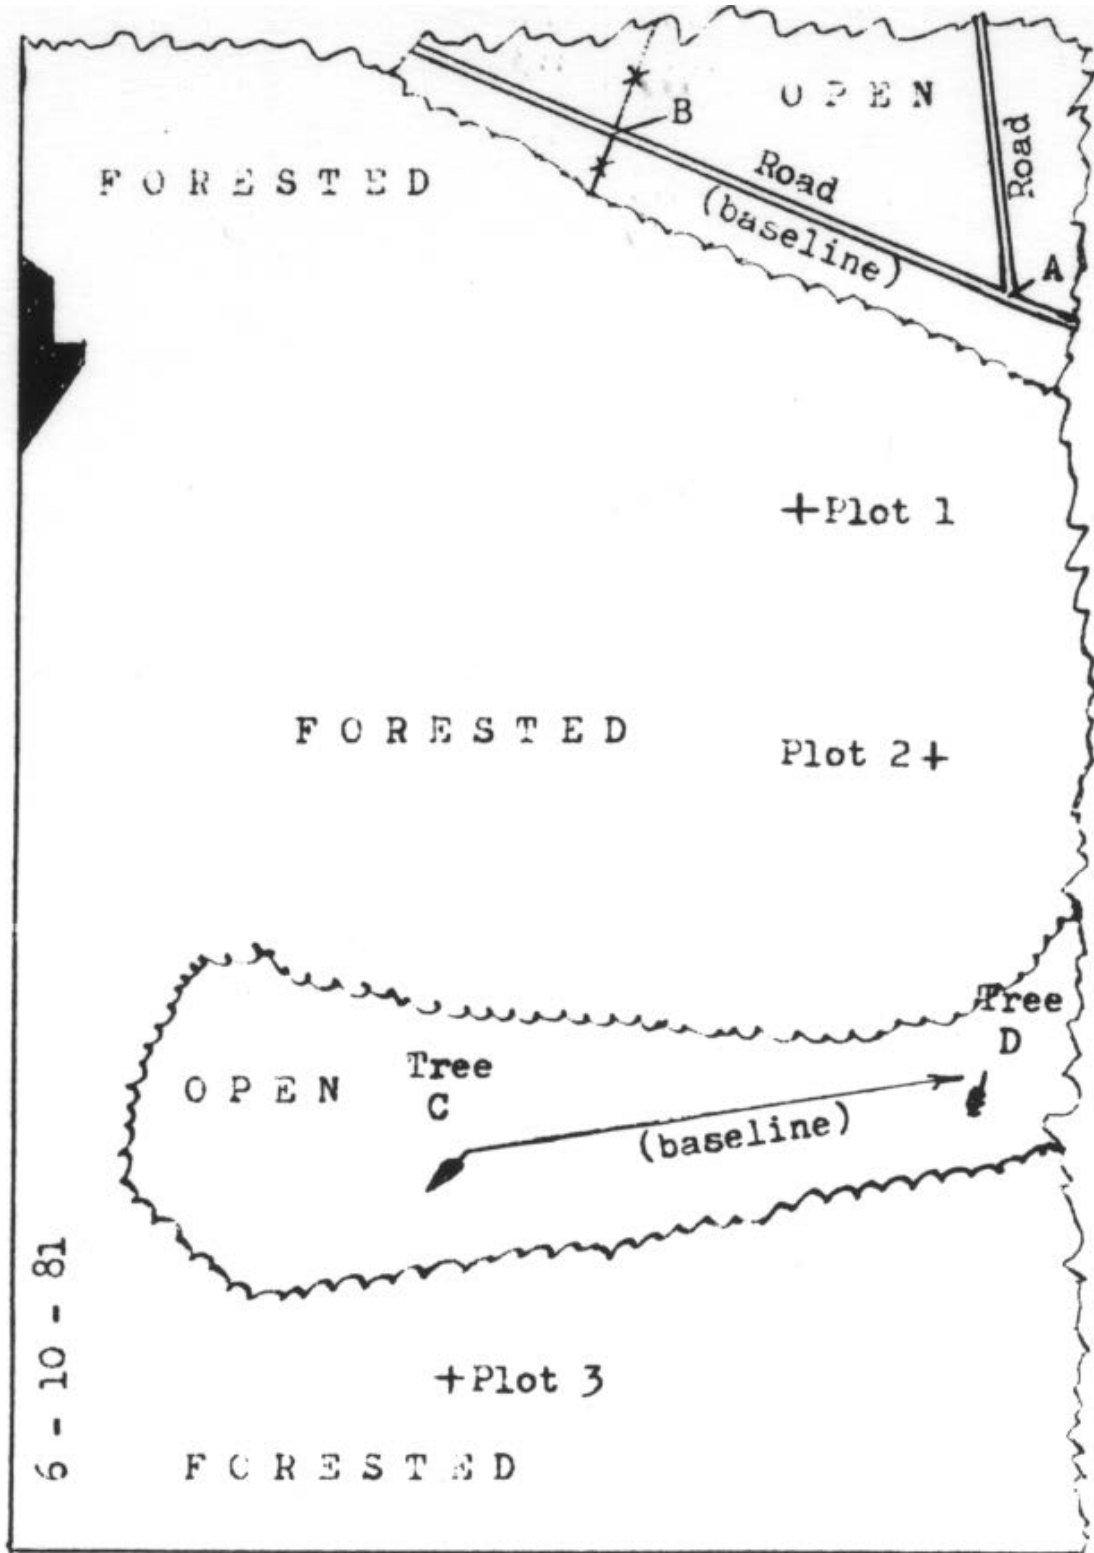 OPEN
B
FORESTED
Road
(baseline)
Road
A
Plot 1
FORESTED
Plot 2
Tree
D
Tree
C
OPEN
(baseline)
6 - 10 - 81
Plot 3
FORESTED